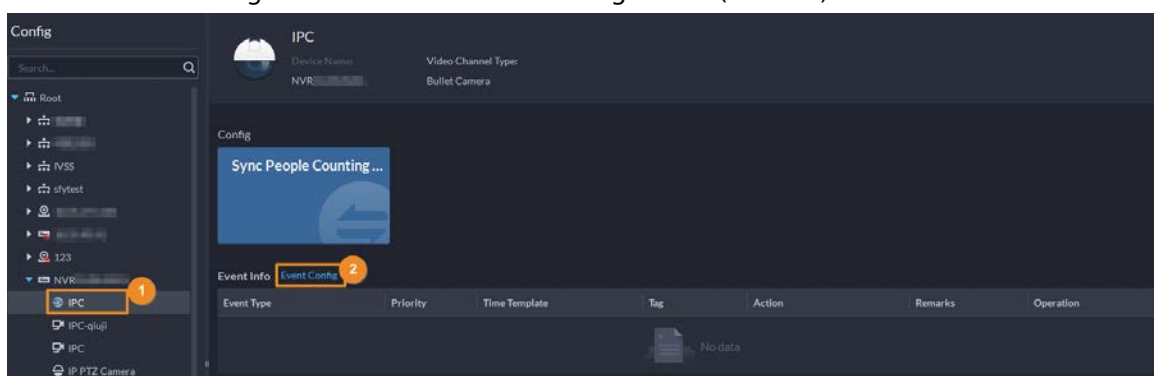 Config
Search...
Root
IVSS
sfytest
123
NVR
IPC
1
IPC-qiuji
IPC
IP PTZ Camera
IPC
Device Name:
Video Channel Type:
NVR
Bullet Camera
Config
Sync People Counting ...
Event Info Event Config 2
Event Type Priority Time Template Tag Action Remarks Operation
No data